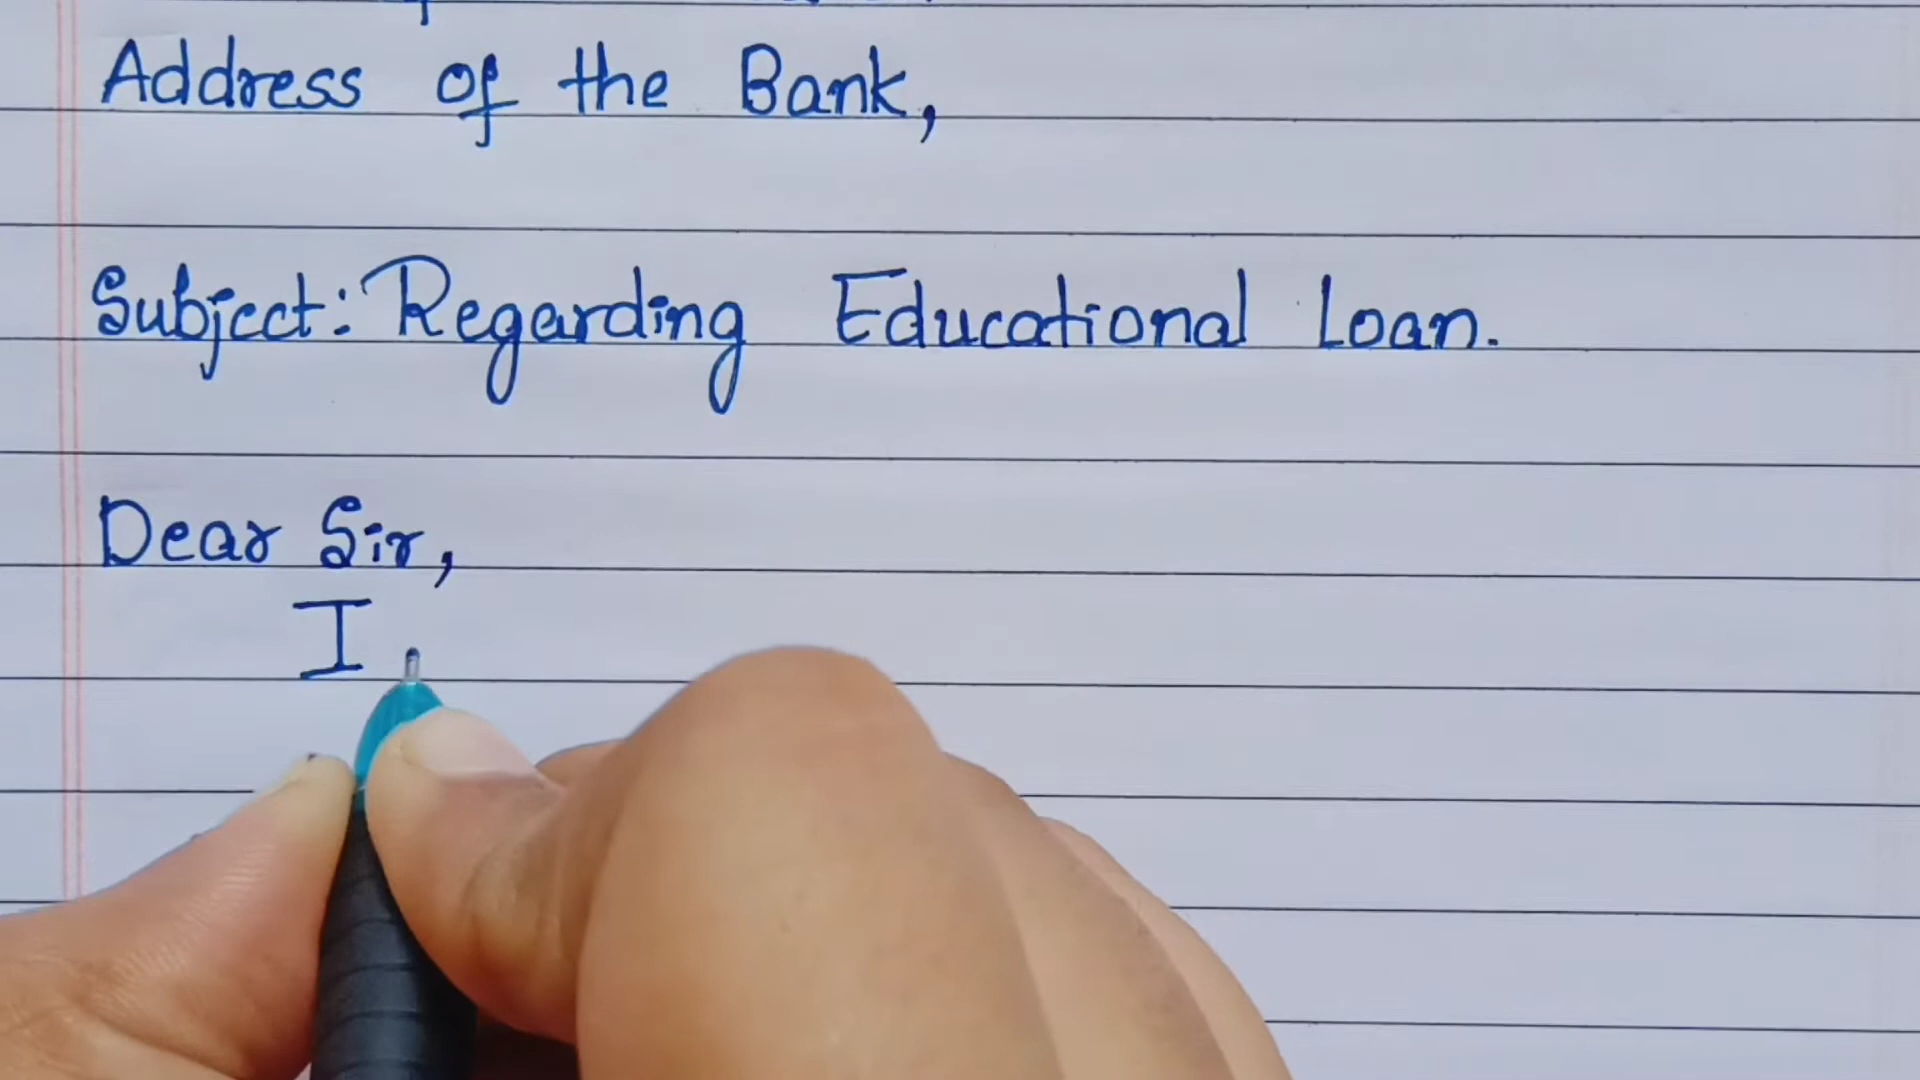 Address of the Bank,
Subject: Regarding Educational Loan.
Dear Sir,
I